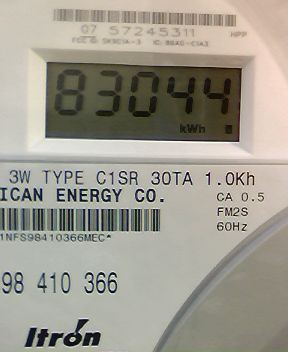 07 57245311 HPP
83044
kWh
3W TYPE C1SR 30TA 1.0Kh
ICAN ENERGY CO. CA 0.5
FM2S
1NFS98410366MEC* 60Hz
98 410 366
Itron